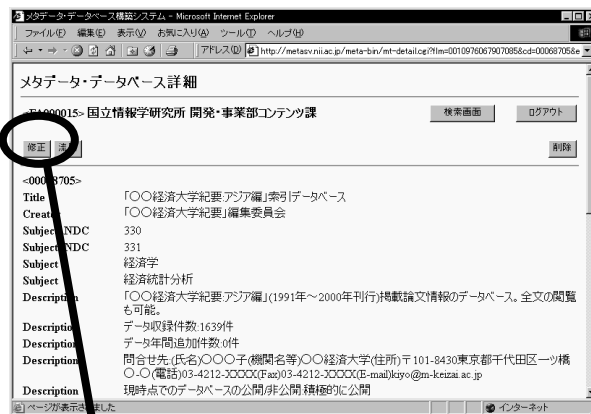 メタデータ・データベース構築システム - Microsoft Internet Explorer
ファイル(F) 編集(E) 表示(V) お気に入り(A) ツール(T) ヘルプ(H)
アドレス(D) http://metasv.nii.ac.jp/meta-bin/mt-detail.cgi?flm=0010976067907085&cd=00068705&e
メタデータ・データベース詳細
000015> 国立情報学研究所 開発・事業部コンテンツ課 検索画面 ログアウト
修正 削除
Title 「〇〇経済大学紀要.アジア編」索引データベース
Creator 「〇〇経済大学紀要」編集委員会
Subject NDC 330
Subject NDC 331
Subject 経済学
Subject 経済統計分析
Description 「〇〇経済大学紀要.アジア編」(1991年～2000年刊行)掲載論文情報のデータベース。全文の閲覧
も可能。
Description データ収録件数:1639件
Description データ年間追加件数:0件
Description 問合せ先:(氏名)〇〇〇子(機関名等)〇〇経済大学(住所)〒101-8430東京都千代田区一ツ橋
〇-〇(電話)03-4212-XXXX(Fax)03-4212-XXXX(E-mail)kiyo@m-keizai.ac.jp
Description 現時点でのデータベースの公開/非公開:積極的に公開
ページが表示されました インターネット